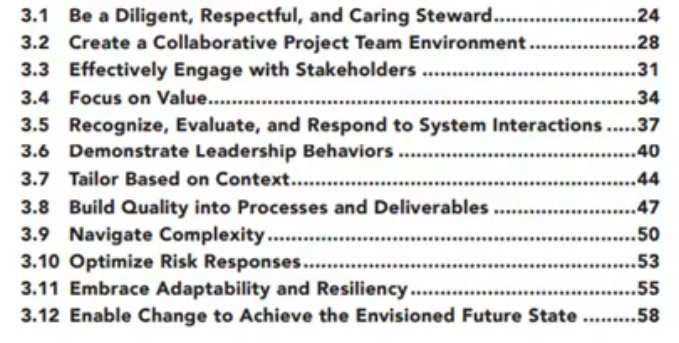 3.1 Be a Diligent, Respectful, and Caring Steward..........................24
3.2 Create a Collaborative Project Team Environment....................28
3.3 Effectively Engage with Stakeholders ........................................31
3.4 Focus on Value...........................................................................34
3.5 Recognize, Evaluate, and Respond to System Interactions .....37
3.6 Demonstrate Leadership Behaviors ............................................40
3.7 Tailor Based on Context..............................................................44
3.8 Build Quality into Processes and Deliverables ..........................47
3.9 Navigate Complexity...................................................................50
3.10 Optimize Risk Responses............................................................53
3.11 Embrace Adaptability and Resiliency..........................................55
3.12 Enable Change to Achieve the Envisioned Future State .........58